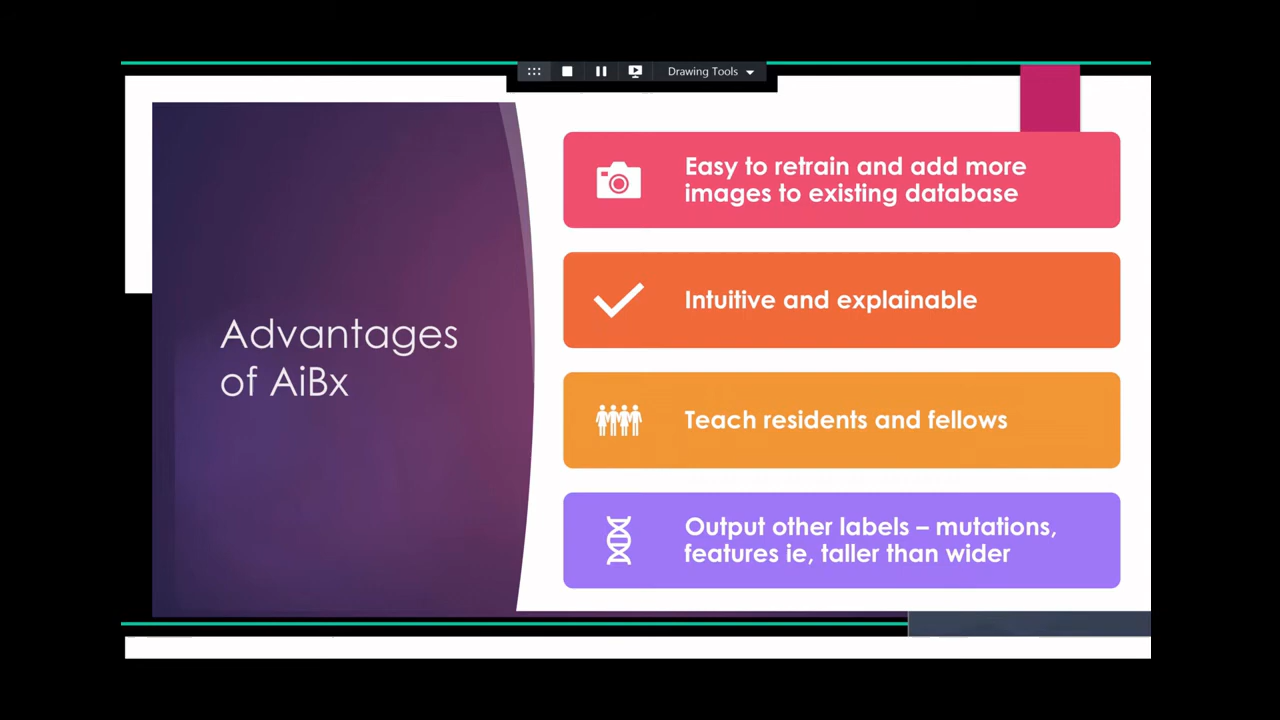 Drawing Tools
Advantages
of AiBx
Easy to retrain and add more
images to existing database
Intuitive and explainable
Teach residents and fellows
Output other labels – mutations,
features ie, taller than wider